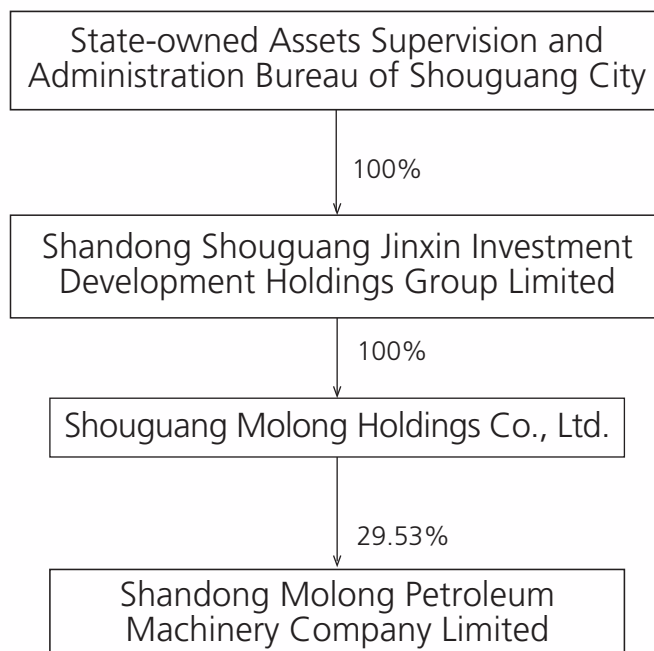 State-owned Assets Supervision and
Administration Bureau of Shouguang City
100%
Shandong Shouguang Jinxin Investment
Development Holdings Group Limited
100%
Shouguang Molong Holdings Co., Ltd.
29.53%
Shandong Molong Petroleum
Machinery Company Limited